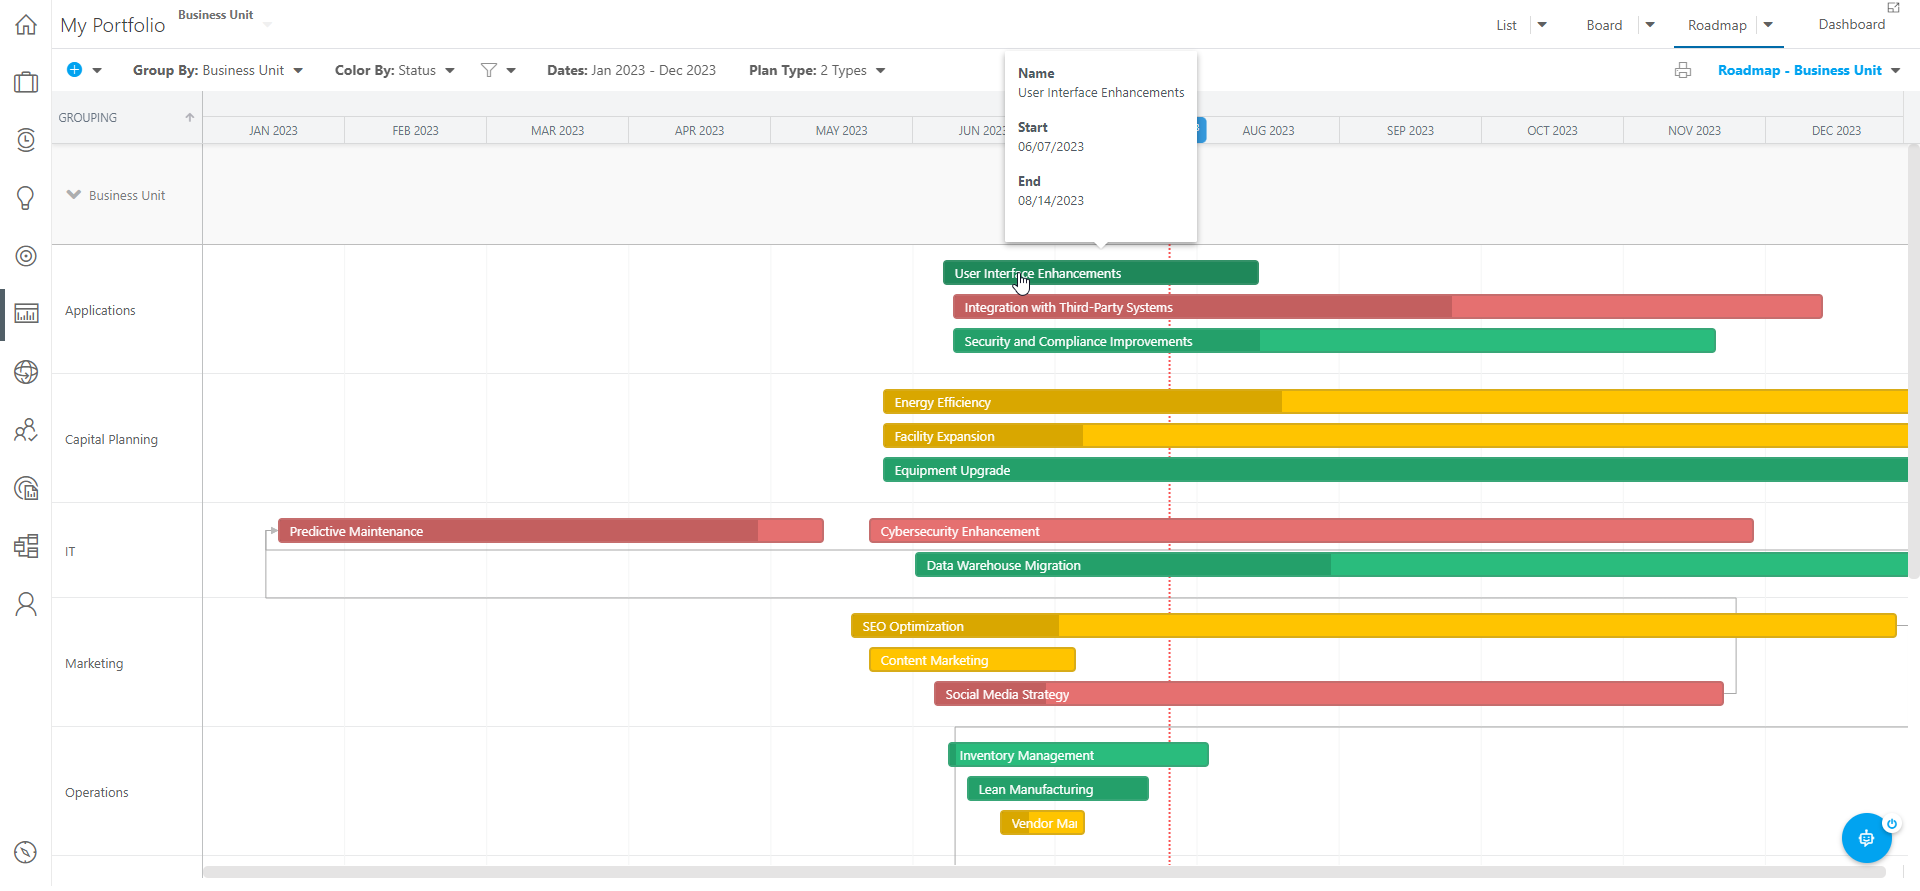 My Portfolio
Business Unit
List
Board
Roadmap
Dashboard
Group By: Business Unit
Color By: Status
Dates: Jan 2023 - Dec 2023
Plan Type: 2 Types
Roadmap - Business Unit
Name
User Interface Enhancements
Start
06/07/2023
End
08/14/2023
GROUPING
JAN 2023
FEB 2023
MAR 2023
APR 2023
MAY 2023
JUN 202
AUG 2023
SEP 2023
OCT 2023
NOV 2023
DEC 2023
Business Unit
Applications
User Interface Enhancements
Integration with Third-Party Systems
Security and Compliance Improvements
Capital Planning
Energy Efficiency
Facility Expansion
Equipment Upgrade
IT
Predictive Maintenance
Cybersecurity Enhancement
Data Warehouse Migration
Marketing
SEO Optimization
Content Marketing
Social Media Strategy
Operations
Inventory Management
Lean Manufacturing
Vendor Mai